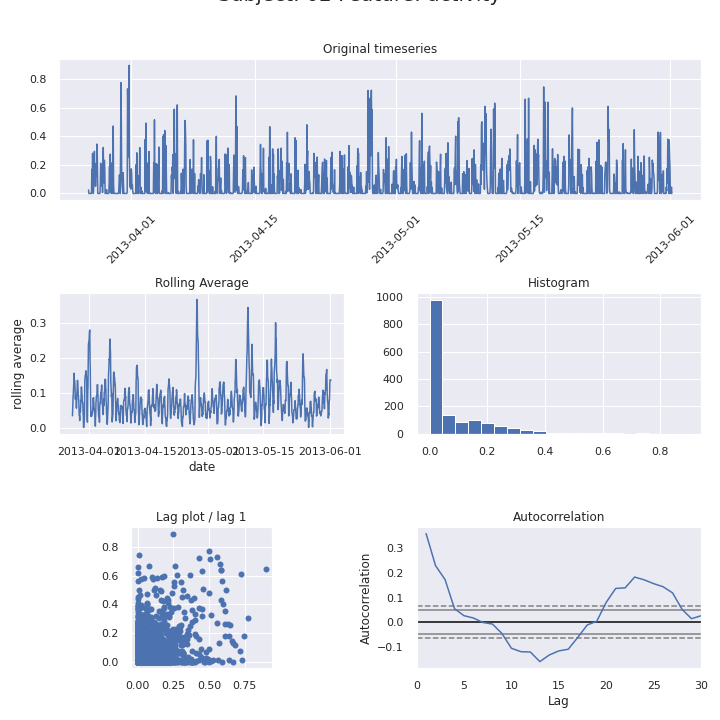 Subject: Feature: activity
Original timeseries
0.8
0.6
0.4
0.2
0.0
2013-04-01
2013-04-15
2013-05-01
2013-05-15
2013-06-01
Rolling Average
rolling average
0.3
0.2
0.1
0.0
2013-04-01 2013-04-15 2013-05-01 2013-05-15 2013-06-01
date
Histogram
1000
800
600
400
200
0
0.0 0.2 0.4 0.6 0.8
Lag plot / lag 1
0.8
0.6
0.4
0.2
0.0
0.00 0.25 0.50 0.75
Autocorrelation
Autocorrelation
0.3
0.2
0.1
0.0
−0.1
0 5 10 15 20 25 30
Lag